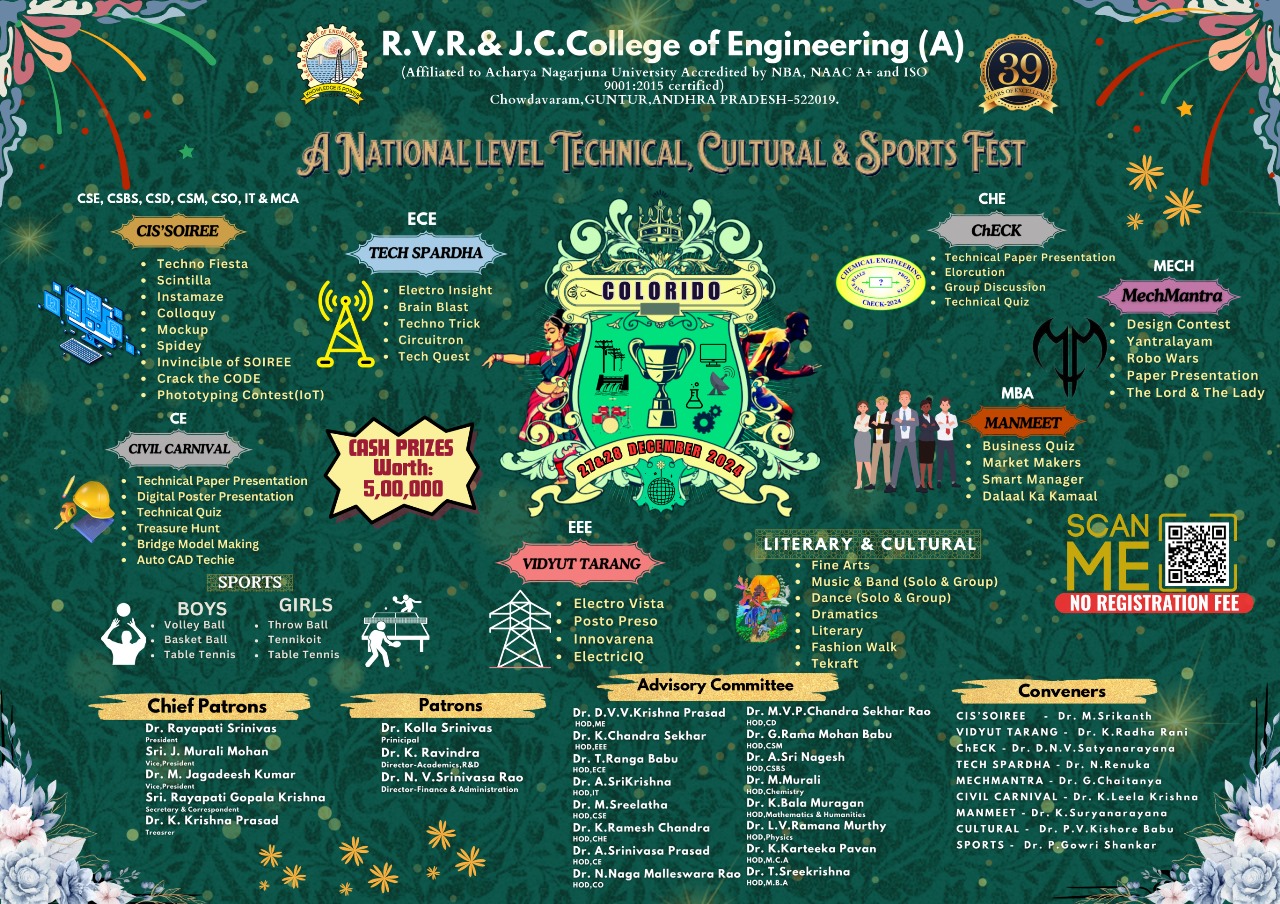 R.V.R.& J.C.College of Engineering (A)
(Affiliated to Acharya Nagarjuna University Accredited by NBA, NAAC A+ and ISO
9001:2015 certified)
Chowdavaram,GUNTUR,ANDHRA PRADESH-522019.
KNOWLEDGE IS POWER
39
YEARS OF EXCELLENCE
A National level Technical, Cultural & Sports Fest
CSE, CSBS, CSD, CSM, CSO, IT & MCA
CIS'SOIREE
• Techno Fiesta
• Scintilla
• Instamaze
• Colloquy
• Mockup
• Spidey
• Invincible of SOIREE
• Crack the CODE
• Phototyping Contest(IoT)
ECE
TECH SPARDHA
• Electro Insight
• Brain Blast
• Techno Trick
• Circuitron
• Tech Quest
COLORIDO
27&28 DECEMBER 2024
CHE
ChECK
CHEMICAL ENGINEERING
?
ChECK-2024
• Technical Paper Presentation
• Elorcution
• Group Discussion
• Technical Quiz
MECH
MechMantra
• Design Contest
• Yantralayam
• Robo Wars
• Paper Presentation
• The Lord & The Lady
MBA
MANMEET
• Business Quiz
• Market Makers
• Smart Manager
• Dalaal Ka Kamaal
CE
CIVIL CARNIVAL
• Technical Paper Presentation
• Digital Poster Presentation
• Technical Quiz
• Treasure Hunt
• Bridge Model Making
• Auto CAD Techie
CASH PRIZES
Worth:
5,00,000
SPORTS
BOYS
• Volley Ball
• Basket Ball
• Table Tennis
GIRLS
• Throw Ball
• Tennikoit
• Table Tennis
EEE
VIDYUT TARANG
• Electro Vista
• Posto Preso
• Innovarena
• ElectricIQ
LITERARY & CULTURAL
• Fine Arts
• Music & Band (Solo & Group)
• Dance (Solo & Group)
• Dramatics
• Literary
• Fashion Walk
• Tekraft
SCAN
ME
NO REGISTRATION FEE
Chief Patrons
Dr. Rayapati Srinivas
President
Sri. J. Murali Mohan
Vice,President
Dr. M. Jagadeesh Kumar
Vice,President
Sri. Rayapati Gopala Krishna
Secretary & Correspondent
Dr. K. Krishna Prasad
Treasrer
Patrons
Dr. Kolla Srinivas
Prinicipal
Dr. K. Ravindra
Director-Academics,R&D
Dr. N. V.Srinivasa Rao
Director-Finance & Administration
Advisory Committee
Dr. D.V.V.Krishna Prasad
HOD,ME
Dr. K.Chandra Sekhar
HOD,EEE
Dr. T.Ranga Babu
HOD,ECE
Dr. A.SriKrishna
HOD,IT
Dr. M.Sreelatha
HOD,CSE
Dr. K.Ramesh Chandra
HOD,CHE
Dr. A.Srinivasa Prasad
HOD,CE
Dr. N.Naga Malleswara Rao
HOD,CO
Dr. M.V.P.Chandra Sekhar Rao
HOD,CD
Dr. G.Rama Mohan Babu
HOD,CSM
Dr. A.Sri Nagesh
HOD,CSBS
Dr. M.Murali
HOD,Chemistry
Dr. K.Bala Muragan
HOD,Mathematics & Humanities
Dr. L.V.Ramana Murthy
HOD,Physics
Dr. K.Karteeka Pavan
HOD,M.C.A
Dr. T.Sreekrishna
HOD,M.B.A
Conveners
CIS'SOIREE - Dr. M.Srikanth
VIDYUT TARANG - Dr. K.Radha Rani
ChECK - Dr. D.N.V.Satyanarayana
TECH SPARDHA - Dr. N.Renuka
MECHMANTRA - Dr. G.Chaitanya
CIVIL CARNIVAL - Dr. K.Leela Krishna
MANMEET - Dr. K.Suryanarayana
CULTURAL - Dr. P.V.Kishore Babu
SPORTS - Dr. P.Gowri Shankar